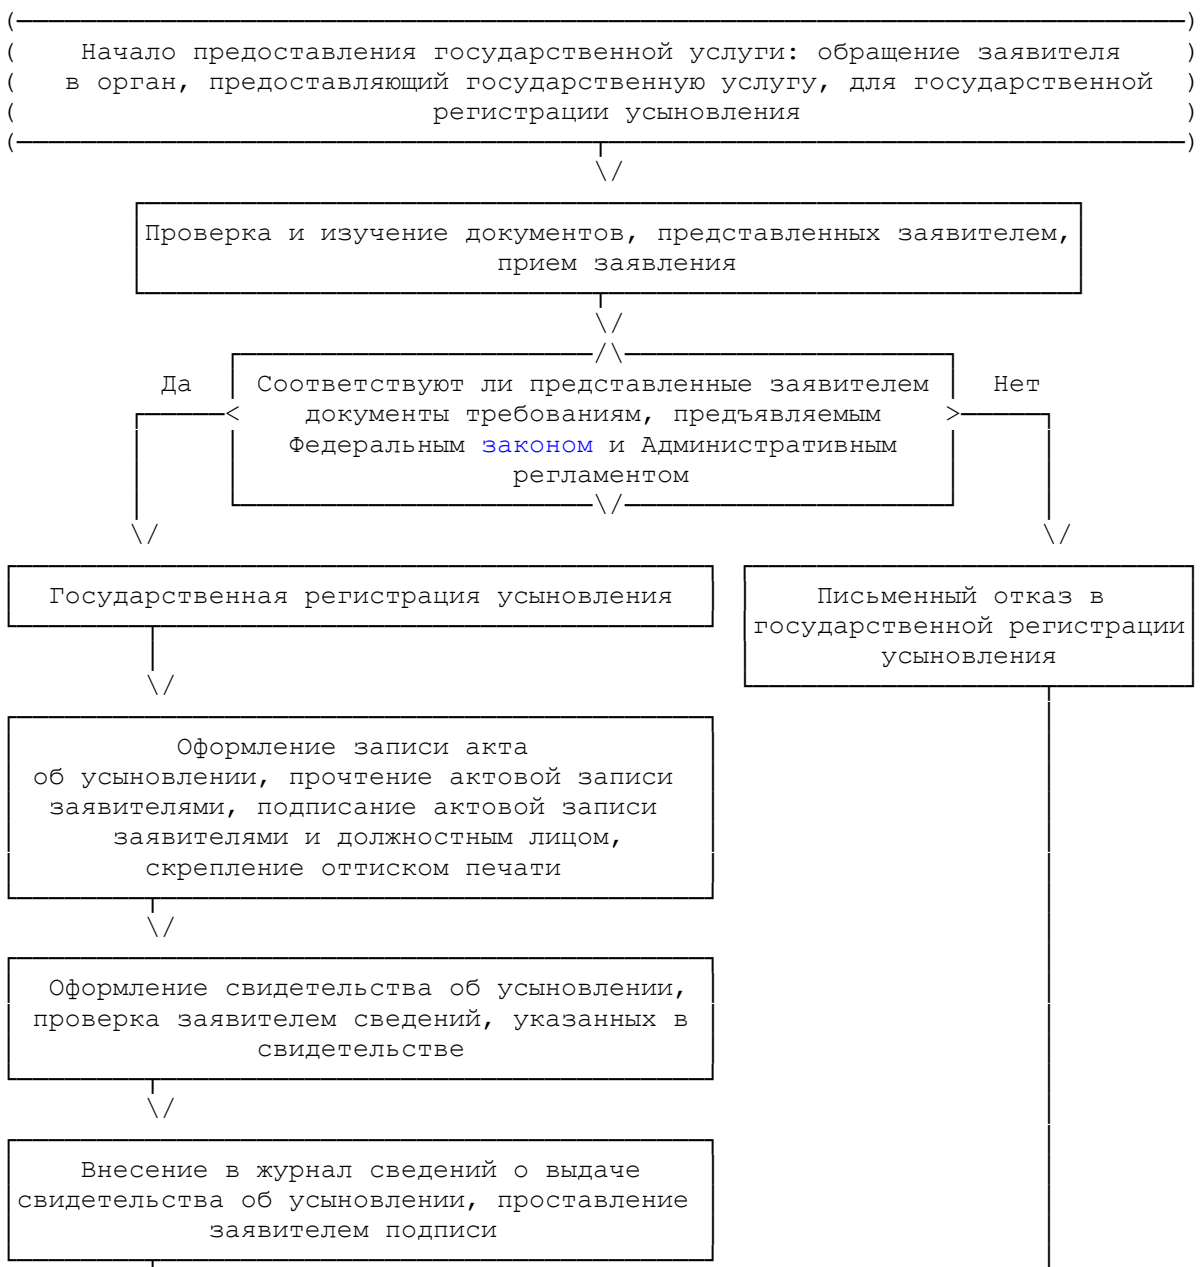 Начало предоставления государственной услуги: обращение заявителя
в орган, предоставляющий государственную услугу, для государственной
регистрации усыновления
Проверка и изучение документов, представленных заявителем,
прием заявления
Да
Соответствуют ли представленные заявителем
документы требованиям, предъявляемым
Федеральным законом и Административным
регламентом
Нет
Государственная регистрация усыновления
Письменный отказ в
государственной регистрации
усыновления
Оформление записи акта
об усыновлении, прочтение актовой записи
заявителями, подписание актовой записи
заявителями и должностным лицом,
скрепление оттиском печати
Оформление свидетельства об усыновлении,
проверка заявителем сведений, указанных в
свидетельстве
Внесение в журнал сведений о выдаче
свидетельства об усыновлении, проставление
заявителем подписи